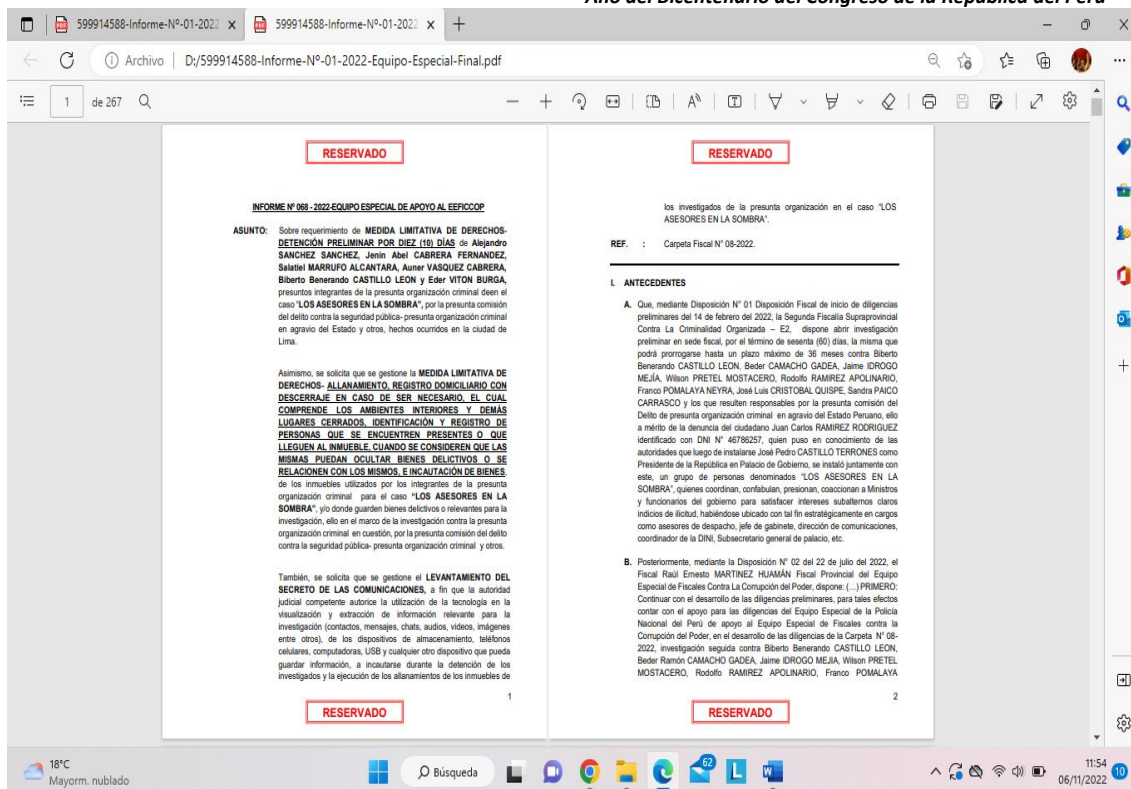 Año del Bicentenario del Congreso de la República del Perú
599914588-Informe-Nº-01-2022
599914588-Informe-Nº-01-2022
Archivo
D:/599914588-Informe-Nº-01-2022-Equipo-Especial-Final.pdf
1 de 267
RESERVADO
INFORME Nº 068 - 2022-EQUIPO ESPECIAL DE APOYO AL EEFICCOP
ASUNTO: Sobre requerimiento de MEDIDA LIMITATIVA DE DERECHOS-
DETENCIÓN PRELIMINAR POR DIEZ (10) DÍAS de Alejandro
SANCHEZ SANCHEZ, Jenin Abel CABRERA FERNANDEZ,
Salatiel MARRUFO ALCANTARA, Auner VASQUEZ CABRERA,
Biberto Benerando CASTILLO LEON y Eder VITON BURGA,
presuntos integrantes de la presunta organización criminal deen el
caso "LOS ASESORES EN LA SOMBRA", por la presunta comisión
del delito contra la seguridad pública- presunta organización criminal
en agravio del Estado y otros, hechos ocurridos en la ciudad de
Lima.
Asimismo, se solicita que se gestione la MEDIDA LIMITATIVA DE
DERECHOS- ALLANAMIENTO, REGISTRO DOMICILIARIO CON
DESCERRAJE EN CASO DE SER NECESARIO, EL CUAL
COMPRENDE LOS AMBIENTES INTERIORES Y DEMÁS
LUGARES CERRADOS, IDENTIFICACIÓN Y REGISTRO DE
PERSONAS QUE SE ENCUENTREN PRESENTES O QUE
LLEGUEN AL INMUEBLE, CUANDO SE CONSIDEREN QUE LAS
MISMAS PUEDAN OCULTAR BIENES DELICTIVOS O SE
RELACIONEN CON LOS MISMOS, E INCAUTACIÓN DE BIENES,
de los inmuebles utilizados por los integrantes de la presunta
organización criminal para el caso "LOS ASESORES EN LA
SOMBRA", y/o donde guarden bienes delictivos o relevantes para la
investigación, ello en el marco de la investigación contra la presunta
organización criminal en cuestión, por la presunta comisión del delito
contra la seguridad pública- presunta organización criminal y otros.
También, se solicita que se gestione el LEVANTAMIENTO DEL
SECRETO DE LAS COMUNICACIONES, a fin que la autoridad
judicial competente autorice la utilización de la tecnología en la
visualización y extracción de información relevante para la
investigación (contactos, mensajes, chats, audios, videos, imágenes
entre otros), de los dispositivos de almacenamiento, teléfonos
celulares, computadoras, USB y cualquier otro dispositivo que pueda
guardar información, a incautarse durante la detención de los
investigados y la ejecución de los allanamientos de los inmuebles de
1
RESERVADO
RESERVADO
los investigados de la presunta organización en el caso "LOS
ASESORES EN LA SOMBRA".
REF. : Carpeta Fiscal N° 08-2022.
I. ANTECEDENTES
A. Que, mediante Disposición N° 01 Disposición Fiscal de inicio de diligencias
preliminares del 14 de febrero del 2022, la Segunda Fiscalía Supraprovincial
Contra La Criminalidad Organizada – E2, dispone abrir investigación
preliminar en sede fiscal, por el término de sesenta (60) días, la misma que
podrá prorrogarse hasta un plazo máximo de 36 meses contra Biberto
Benerando CASTILLO LEON, Beder CAMACHO GADEA, Jaime IDROGO
MEJÍA, Wilson PRETEL MOSTACERO, Rodolfo RAMIREZ APOLINARIO,
Franco POMALAYA NEYRA, José Luis CRISTOBAL QUISPE, Sandra PAICO
CARRASCO y los que resulten responsables por la presunta comisión del
Delito de presunta organización criminal en agravio del Estado Peruano, ello
a mérito de la denuncia del ciudadano Juan Carlos RAMIREZ RODRIGUEZ
identificado con DNI N° 46786257, quien puso en conocimiento de las
autoridades que luego de instalarse José Pedro CASTILLO TERRONES como
Presidente de la República en Palacio de Gobierno, se instaló juntamente con
este, un grupo de personas denominados "LOS ASESORES EN LA
SOMBRA", quienes coordinan, confabulan, presionan, coaccionan a Ministros
y funcionarios del gobierno para satisfacer intereses subalternos claros
indicios de ilicitud, habiéndose ubicado con tal fin estratégicamente en cargos
como asesores de despacho, jefe de gabinete, dirección de comunicaciones,
coordinador de la DINI, Subsecretario general de palacio, etc.
B. Posteriormente, mediante la Disposición N° 02 del 22 de julio del 2022, el
Fiscal Raúl Ernesto MARTINEZ HUAMÁN Fiscal Provincial del Equipo
Especial de Fiscales Contra La Corrupción del Poder, dispone: (…) PRIMERO:
Continuar con el desarrollo de las diligencias preliminares, para tales efectos
contar con el apoyo para las diligencias del Equipo Especial de la Policía
Nacional del Perú de apoyo al Equipo Especial de Fiscales contra la
Corrupción del Poder, en el desarrollo de las diligencias de la Carpeta N° 08-
2022, investigación seguida contra Biberto Benerando CASTILLO LEON,
Beder Ramón CAMACHO GADEA, Jaime IDROGO MEJIA, Wilson PRETEL
MOSTACERO, Rodolfo RAMIREZ APOLINARIO, Franco POMALAYA
2
RESERVADO
18°C
Mayorm. nublado
Búsqueda
62
11:54
06/11/2022
10